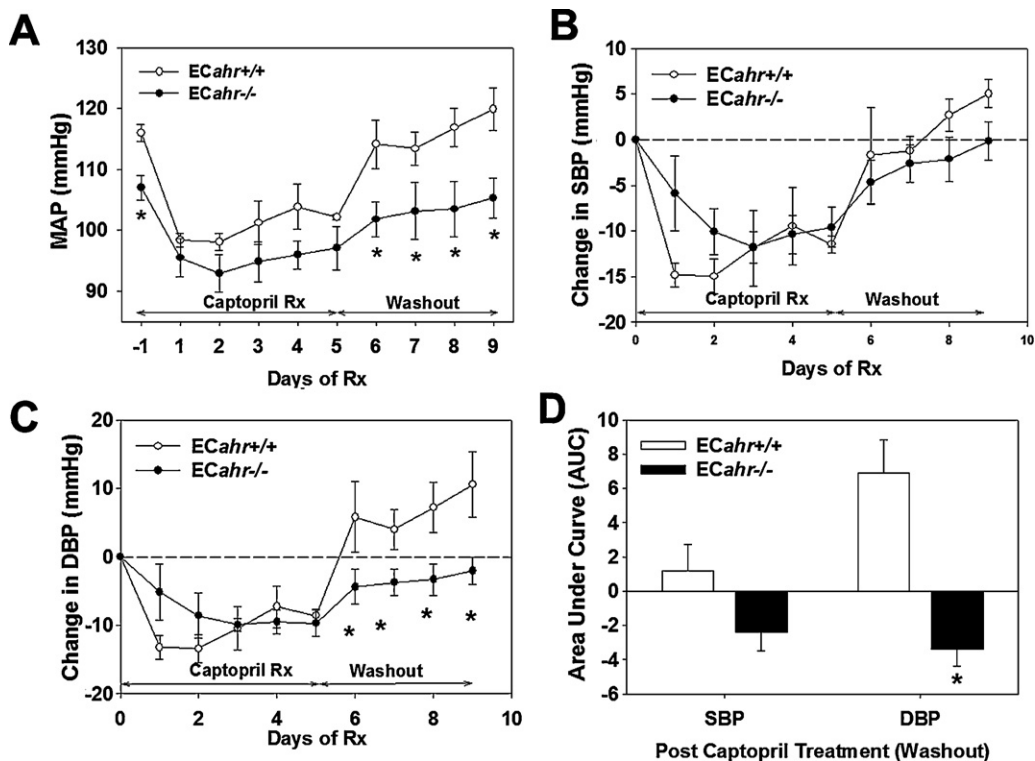 A
130
120
110
100
90
MAP (mmHg)
ECahr+/+
ECahr-/-
*
* * * *
Captopril Rx Washout
-1 1 2 3 4 5 6 7 8 9
Days of Rx
B
10
5
0
-5
-10
-15
-20
Change in SBP (mmHg)
ECahr+/+
ECahr-/-
Captopril Rx Washout
0 2 4 6 8 10
Days of Rx
C
20
10
0
-10
-20
Change in DBP (mmHg)
ECahr+/+
ECahr-/-
* * * *
Captopril Rx Washout
0 2 4 6 8 10
Days of Rx
D
10
8
6
4
2
0
-2
-4
-6
Area Under Curve (AUC)
ECahr+/+
ECahr-/-
*
SBP DBP
Post Captopril Treatment (Washout)